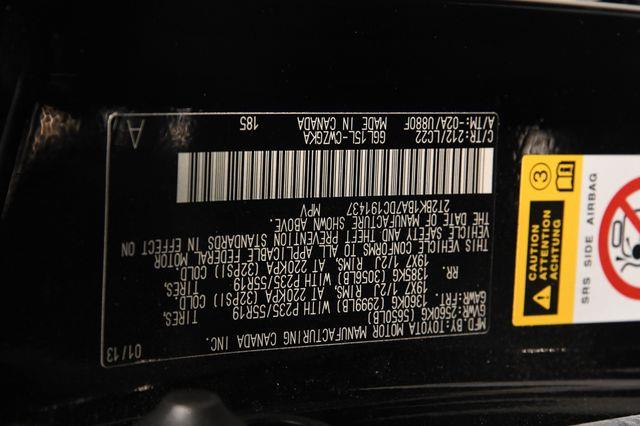 MFD. BY: TOYOTA MOTOR MANUFACTURING CANADA INC. 01/13
GVWR: 2560KG (5650LB)
GAWR: FRT. 1360KG (2999LB) WITH P235/55R19 TIRES,
19X7 1/2J RIMS, AT 220KPA (32PSI) COLD
RR. 1385KG (3056LB) WITH P235/55R19 TIRES,
19X7 1/2J RIMS, AT 220KPA (32PSI) COLD
THIS VEHICLE CONFORMS TO ALL APPLICABLE FEDERAL MOTOR
VEHICLE SAFETY AND THEFT PREVENTION STANDARDS IN EFFECT ON
THE DATE OF MANUFACTURE SHOWN ABOVE.
2T2BK1BA7DC191437 MPV
C/TR: 212/LC22 GGL15L-CWZGKA 185
A/TM: -02A/U880F MADE IN CANADA A
CAUTION
ATTENTION
ACHTUNG
3
SRS SIDE AIRBAG